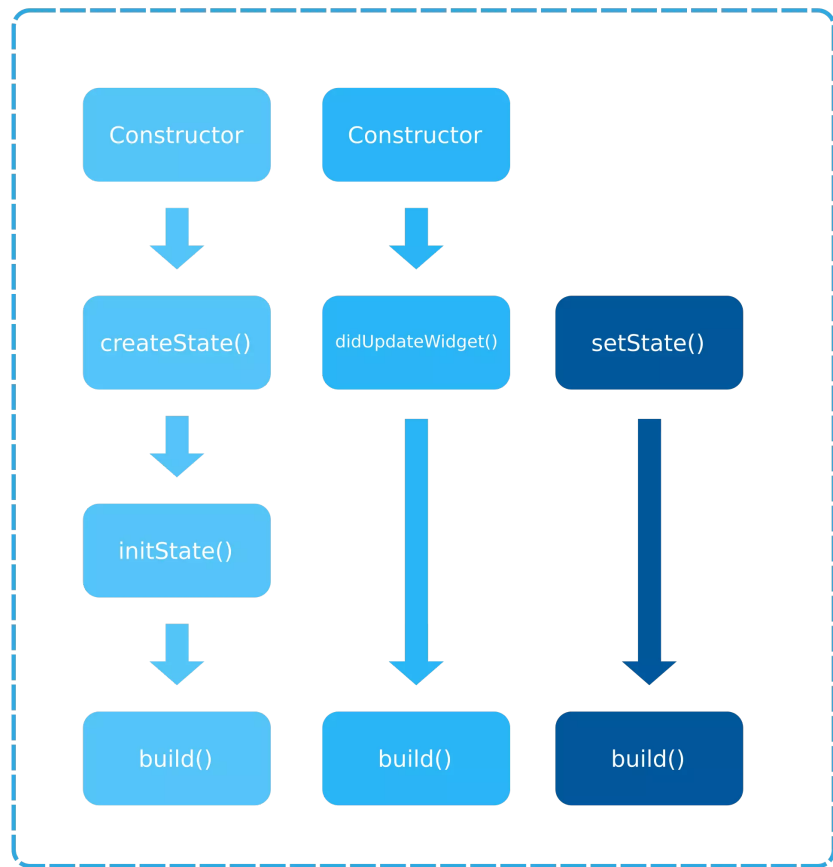 Constructor
Constructor
createState()
didUpdateWidget()
setState()
initState()
build()
build()
build()